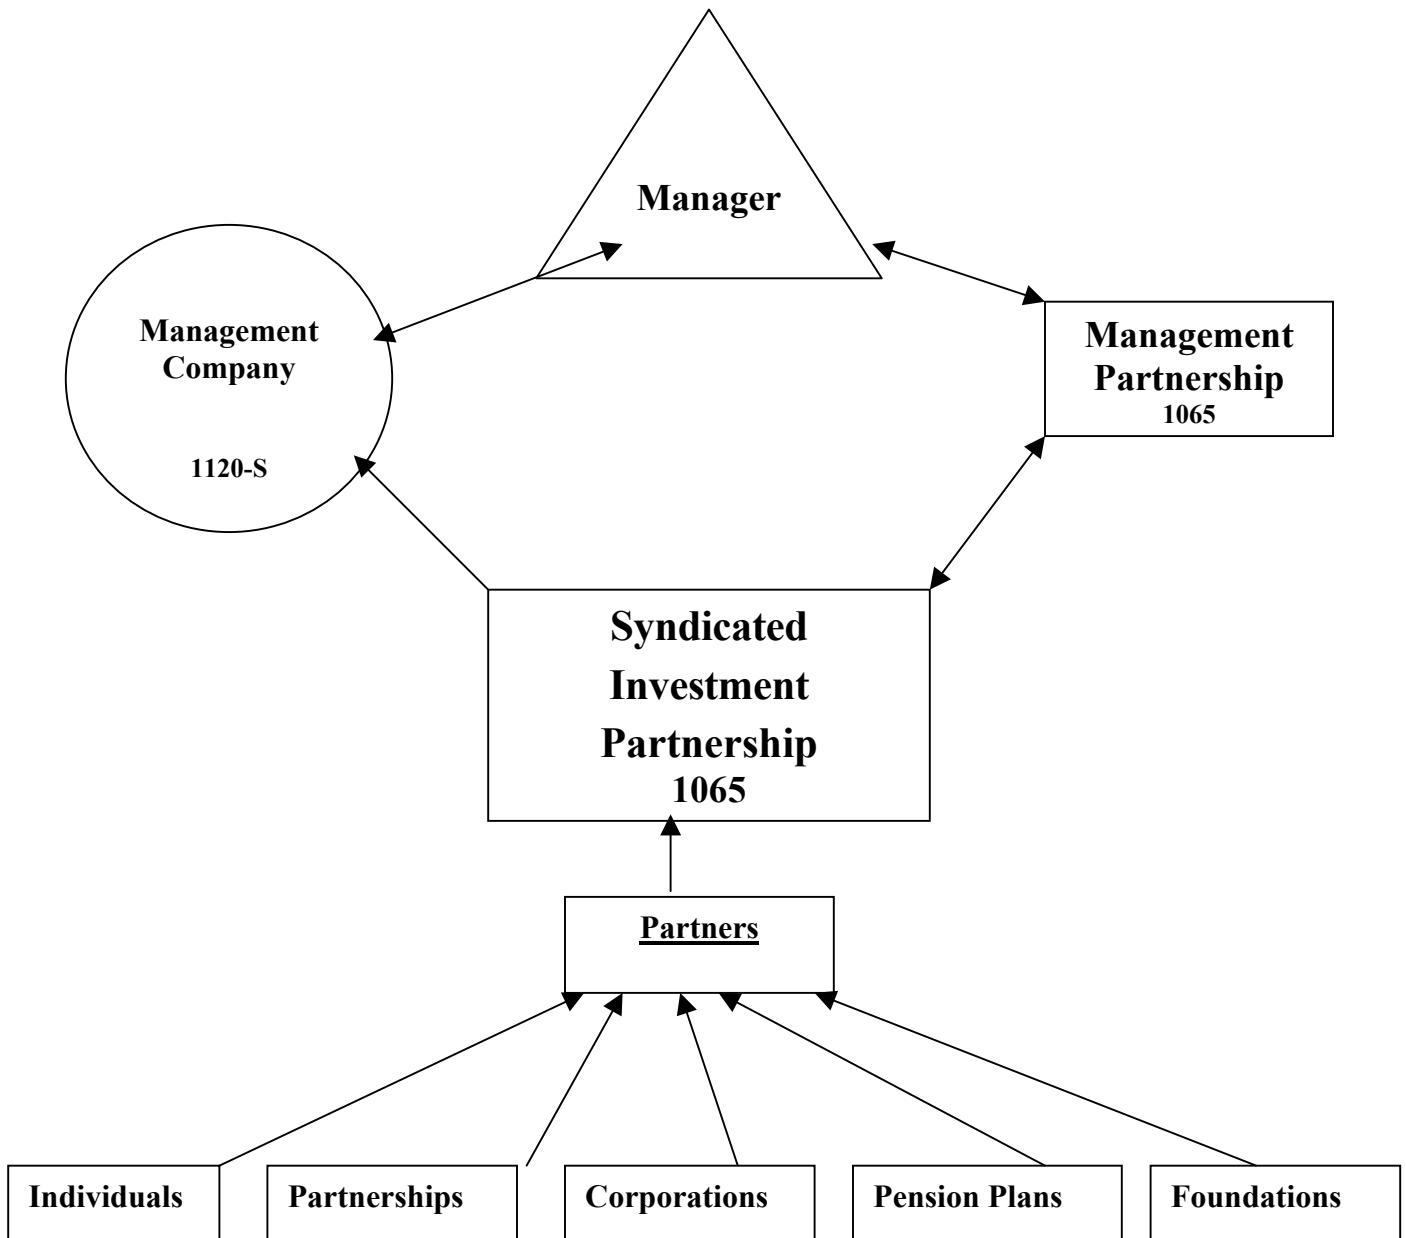 Manager
Management
Company
1120-S
Management
Partnership
1065
Syndicated
Investment
Partnership
1065
Partners
Individuals
Partnerships
Corporations
Pension Plans
Foundations